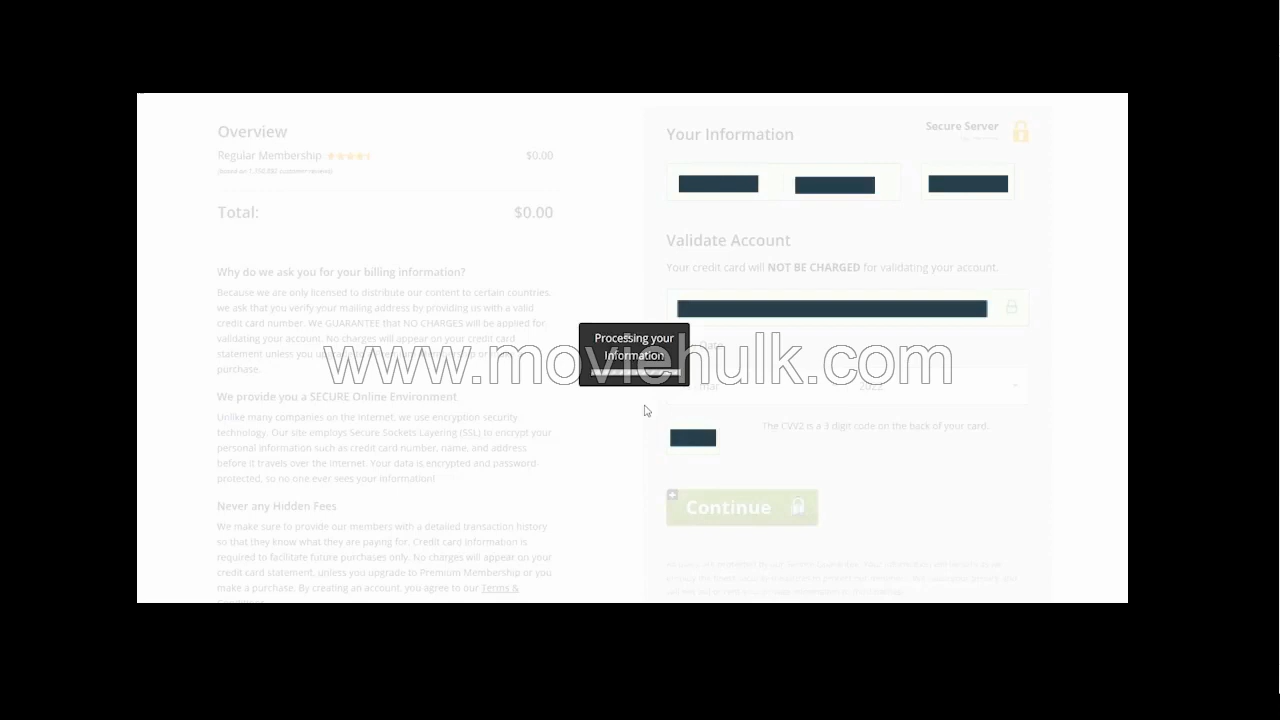 Overview
Regular Membership $0.00
Total: $0.00
Why do we ask you for your billing information?
Because we are only licensed to distribute our content to certain countries,
we ask that you verify your mailing address by providing us with a valid
credit card number. We GUARANTEE that NO CHARGES will be applied for
validating your account. No charges will appear on your credit card
statement unless you
purchase.
We provide you a SECURE Online Environment
Unlike many companies on the Internet, we use encryption security
technology. Our site employs Secure Sockets Layering (SSL) to encrypt your
personal information such as credit card number, name, and address
before it travels over the Internet. Your data is encrypted and password-
protected, so no one ever sees your information!
Never any Hidden Fees
We make sure to provide our members with a detailed transaction history
so that they know what they are paying for. Credit card information is
required to facilitate future purchases only. No charges will appear on your
credit card statement, unless you upgrade to Premium Membership or you
make a purchase. By creating an account, you agree to our Terms &
Your Information
Secure Server
Validate Account
Your credit card will NOT BE CHARGED for validating your account.
Date
mar
The CVV2 is a 3 digit code on the back of your card.
Continue
Processing your
Information
www.moviehulk.com